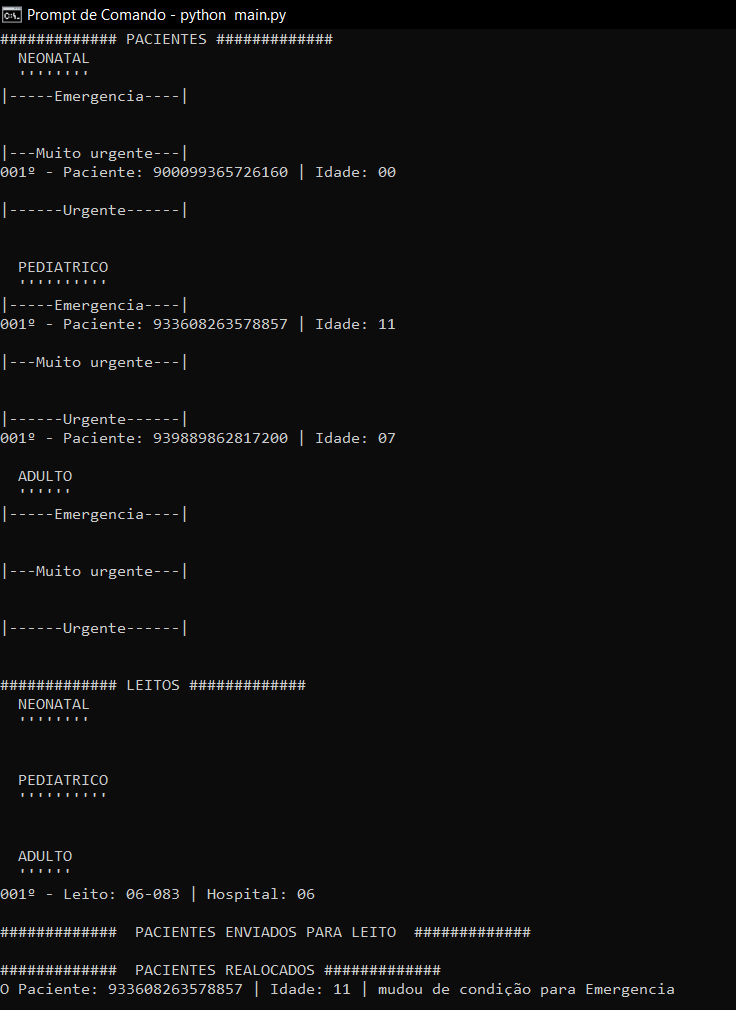 Prompt de Comando - python  main.py
############# PACIENTES #############
  NEONATAL
  ''''''''
|-----Emergencia----|
|---Muito urgente---|
001º - Paciente: 900099365726160 | Idade: 00
|------Urgente------|
  PEDIATRICO
  ''''''''''
|-----Emergencia----|
001º - Paciente: 933608263578857 | Idade: 11
|---Muito urgente---|
|------Urgente------|
001º - Paciente: 939889862817200 | Idade: 07
  ADULTO
  ''''''
|-----Emergencia----|
|---Muito urgente---|
|------Urgente------|
############# LEITOS #############
  NEONATAL
  ''''''''
  PEDIATRICO
  ''''''''''
  ADULTO
  ''''''
001º - Leito: 06-083 | Hospital: 06
#############  PACIENTES ENVIADOS PARA LEITO  #############
#############  PACIENTES REALOCADOS #############
O Paciente: 933608263578857 | Idade: 11 | mudou de condição para Emergencia